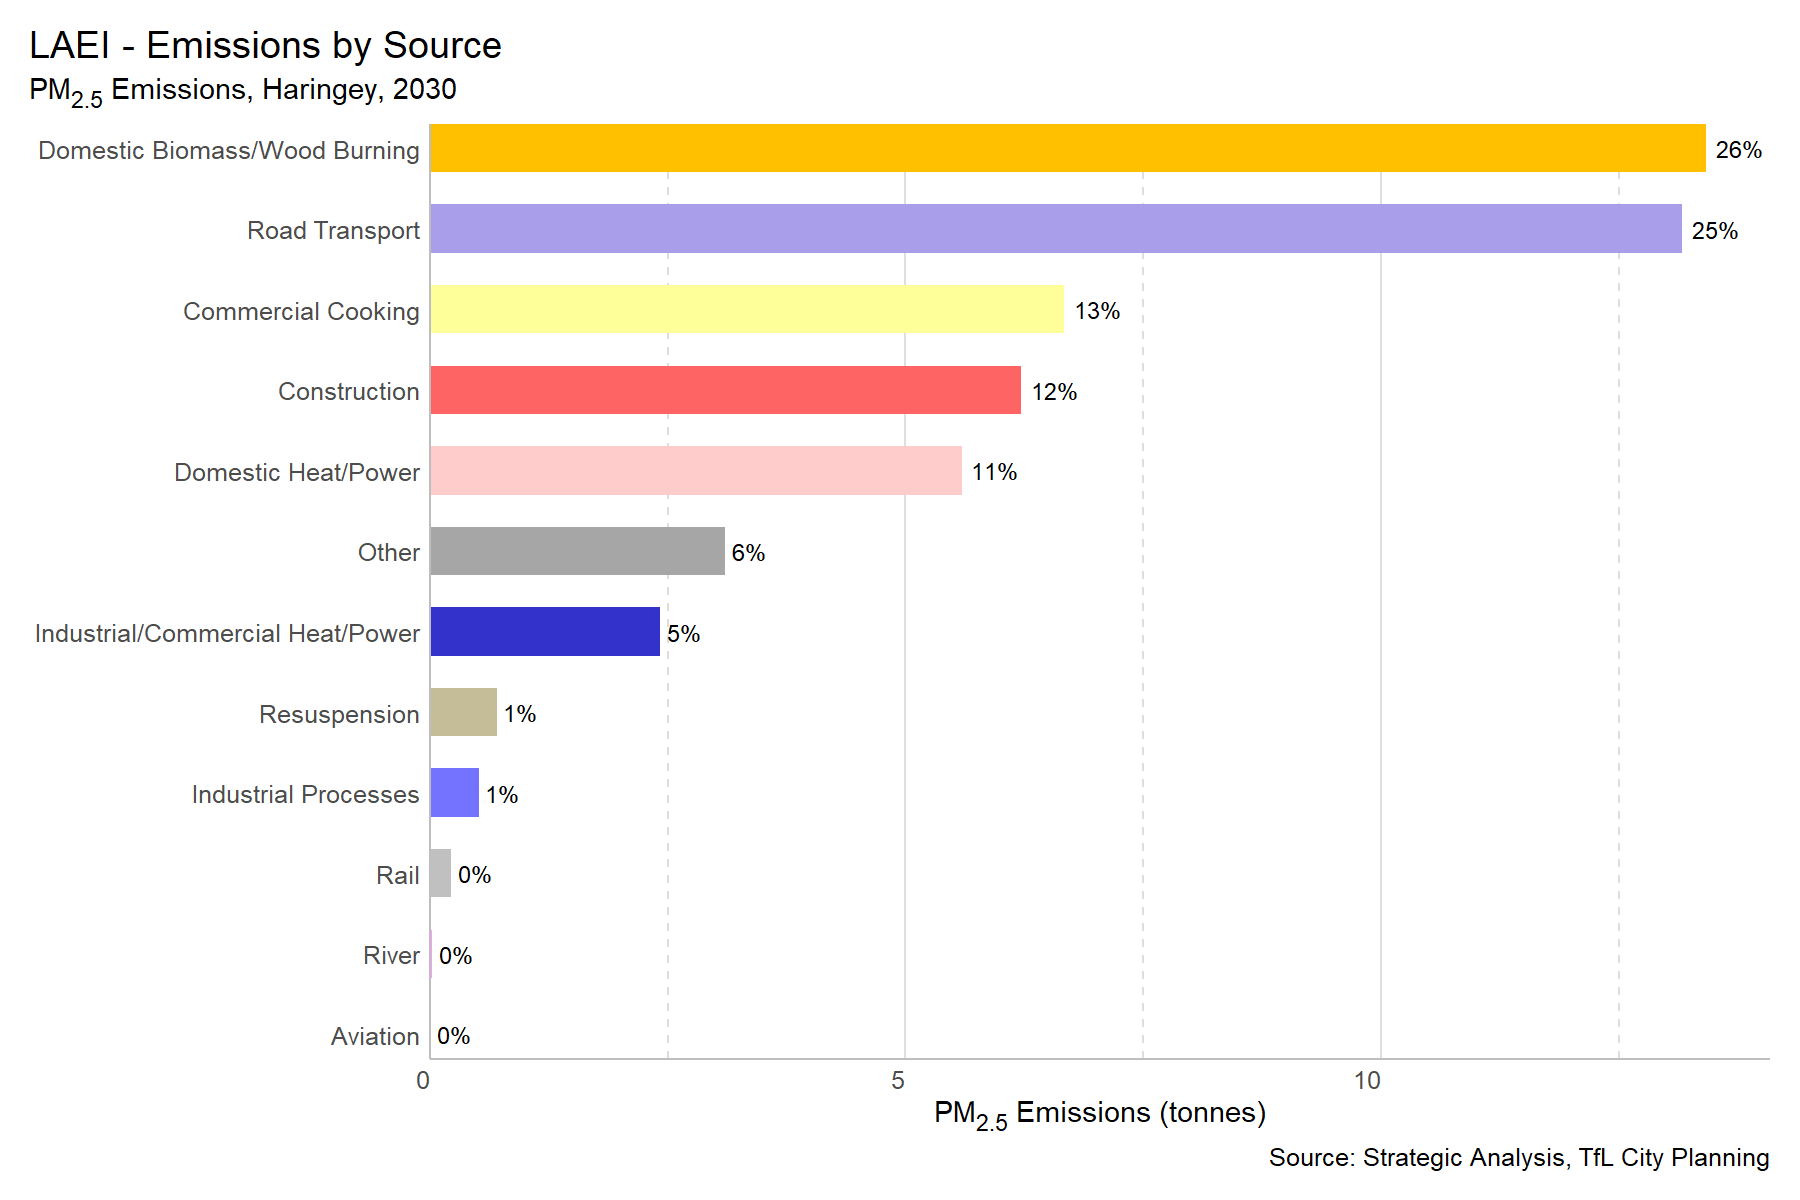 LAEI - Emissions by Source
PM2.5 Emissions, Haringey, 2030
Domestic Biomass/Wood Burning 26%
Road Transport 25%
Commercial Cooking 13%
Construction 12%
Domestic Heat/Power 11%
Other 6%
Industrial/Commercial Heat/Power 5%
Resuspension 1%
Industrial Processes 1%
Rail 0%
River 0%
Aviation 0%
0 5 10
PM2.5 Emissions (tonnes)
Source: Strategic Analysis, TfL City Planning